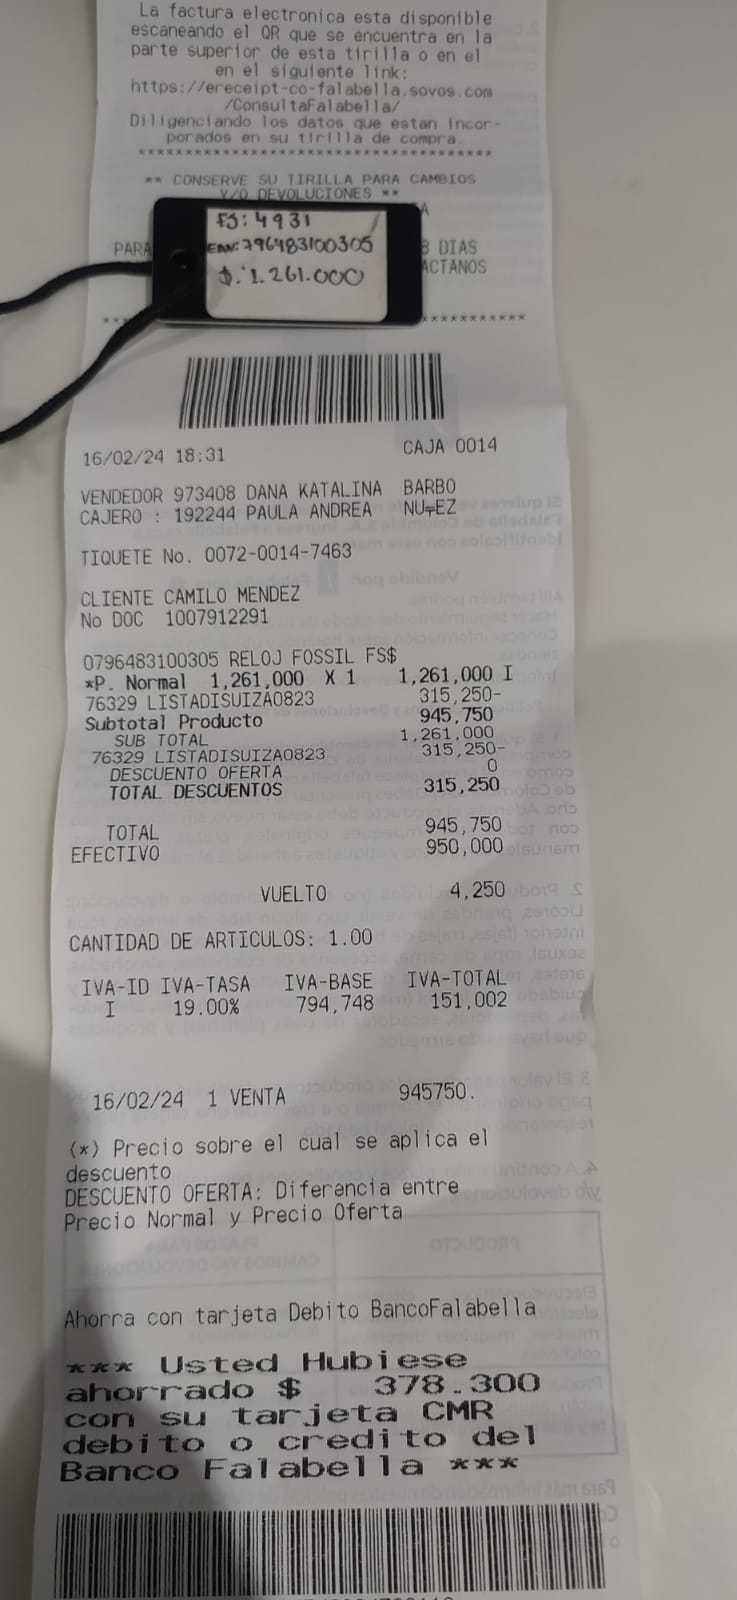 La factura electronica esta disponible
escaneando el QR que se encuentra en la
parte superior de esta tirilla o en el
en el siguiente link:
https://ereceipt-co-falabella.sovos.com
/ConsultaFalabella/
Diligenciando los datos que estan incor-
porados en su tirilla de compra.
****************************************
** CONSERVE SU TIRILLA PARA CAMBIOS
Y/O DEVOLUCIONES **
FS:4931
EAN:796483100305
$.1.261.000
PARA
DIAS
ACTANOS
16/02/24 18:31 CAJA 0014
VENDEDOR 973408 DANA KATALINA BARBO
CAJERO : 192244 PAULA ANDREA NU╤EZ
TIQUETE No. 0072-0014-7463
CLIENTE CAMILO MENDEZ
No DOC 1007912291
0796483100305 RELOJ FOSSIL FS$
*P. Normal 1,261,000 X 1 1,261,000 I
76329 LISTADISUIZA0823 315,250-
Subtotal Producto 945,750
SUB TOTAL 1,261,000
76329 LISTADISUIZA0823 315,250-
DESCUENTO OFERTA 0
TOTAL DESCUENTOS 315,250
TOTAL 945,750
EFECTIVO 950,000
VUELTO 4,250
CANTIDAD DE ARTICULOS: 1.00
IVA-ID IVA-TASA IVA-BASE IVA-TOTAL
I 19.00% 794,748 151,002
16/02/24 1 VENTA 945750.
(*) Precio sobre el cual se aplica el
descuento
DESCUENTO OFERTA: Diferencia entre
Precio Normal y Precio Oferta
Ahorra con tarjeta Debito BancoFalabella
*** Usted Hubiese
ahorrado $ 378.300
con su tarjeta CMR
debito o credito del
Banco Falabella ***